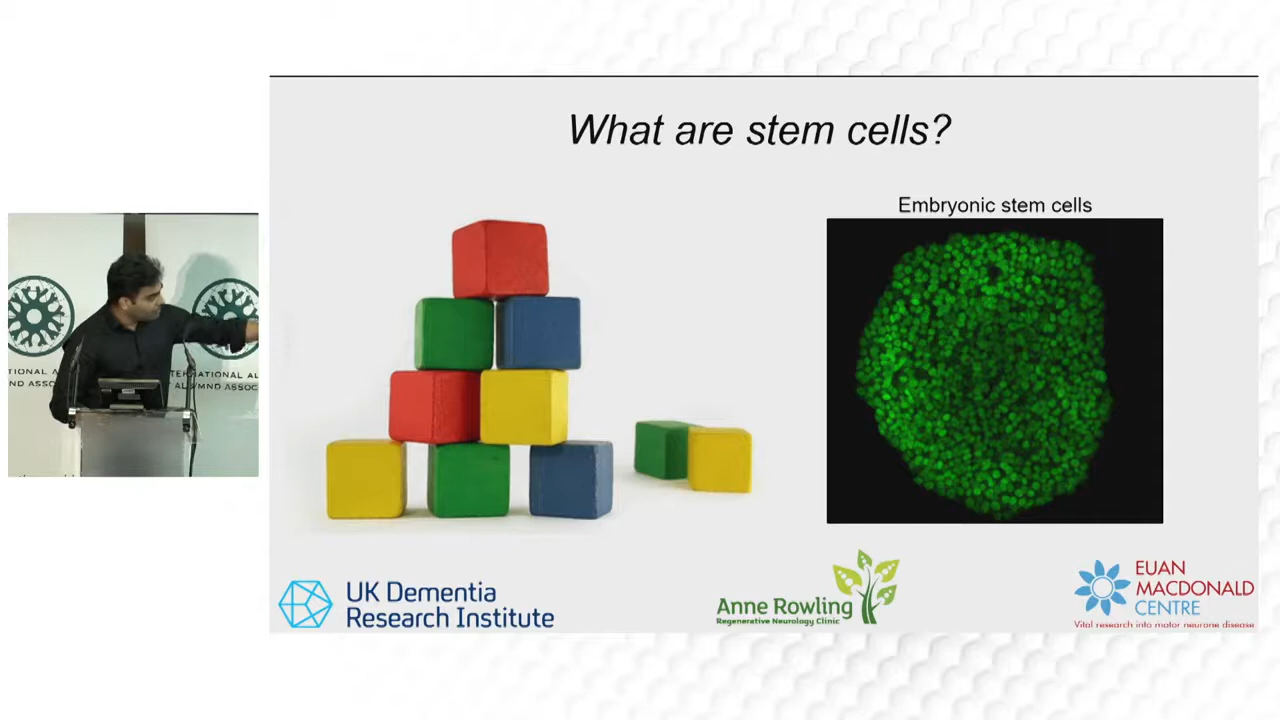 What are stem cells?
Embryonic stem cells
UK Dementia
Research Institute
Anne Rowling
Regenerative Neurology Clinic
EUAN
MACDONALD
CENTRE
Vital research into motor neurone disease